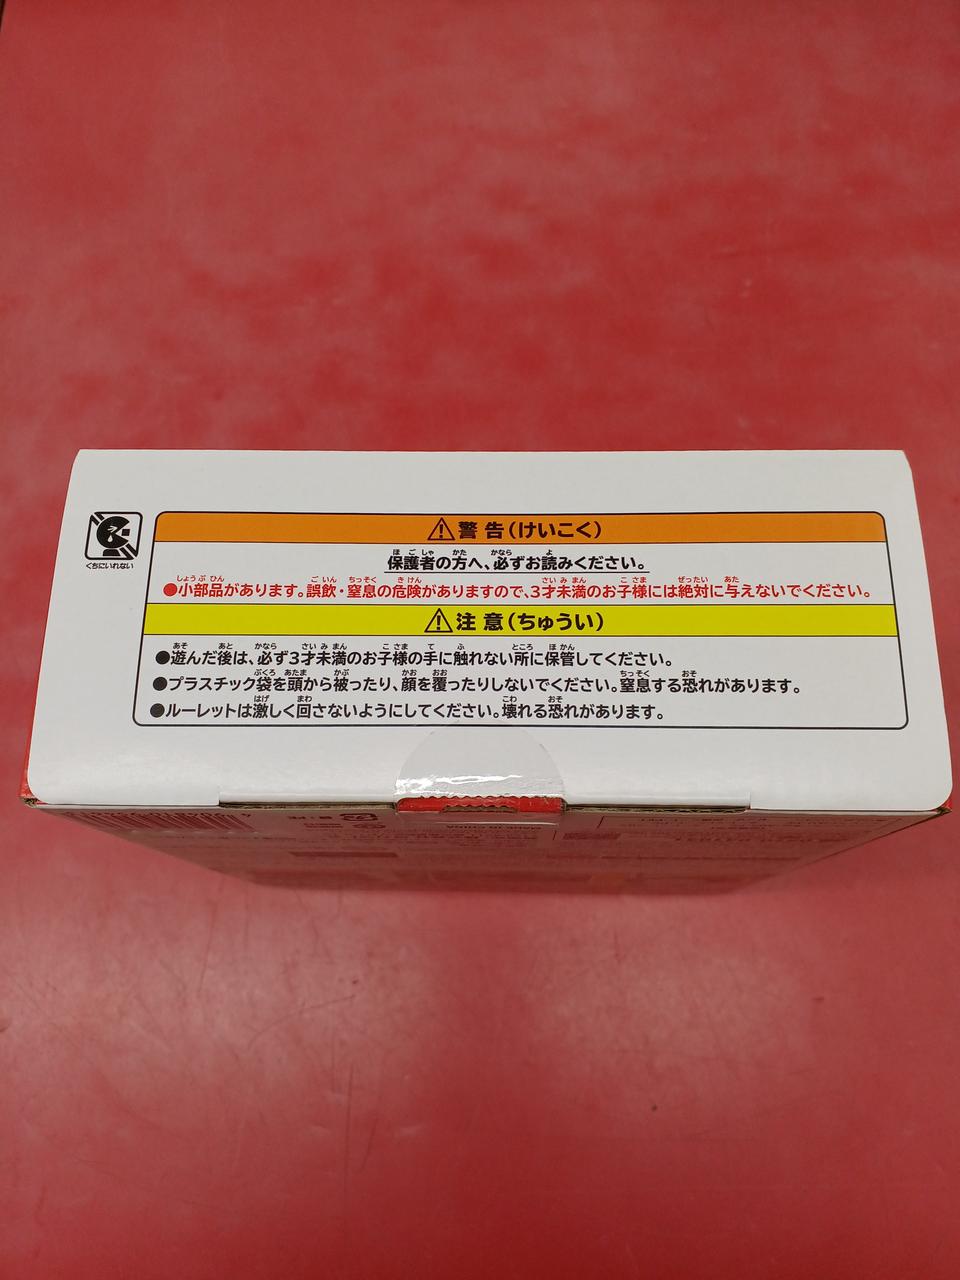 くちにいれない
⚠警告(けいこく)
保護者の方へ、必ずお読みください。
●小部品があります。誤飲・窒息の危険がありますので、3才未満のお子様には絶対に与えないでください。
⚠注意(ちゅうい)
●遊んだ後は、必ず3才未満のお子様の手に触れない所に保管してください。
●プラスチック袋を頭から被ったり、顔を覆ったりしないでください。窒息する恐れがあります。
●ルーレットは激しく回さないようにしてください。壊れる恐れがあります。
MADE IN CHINA